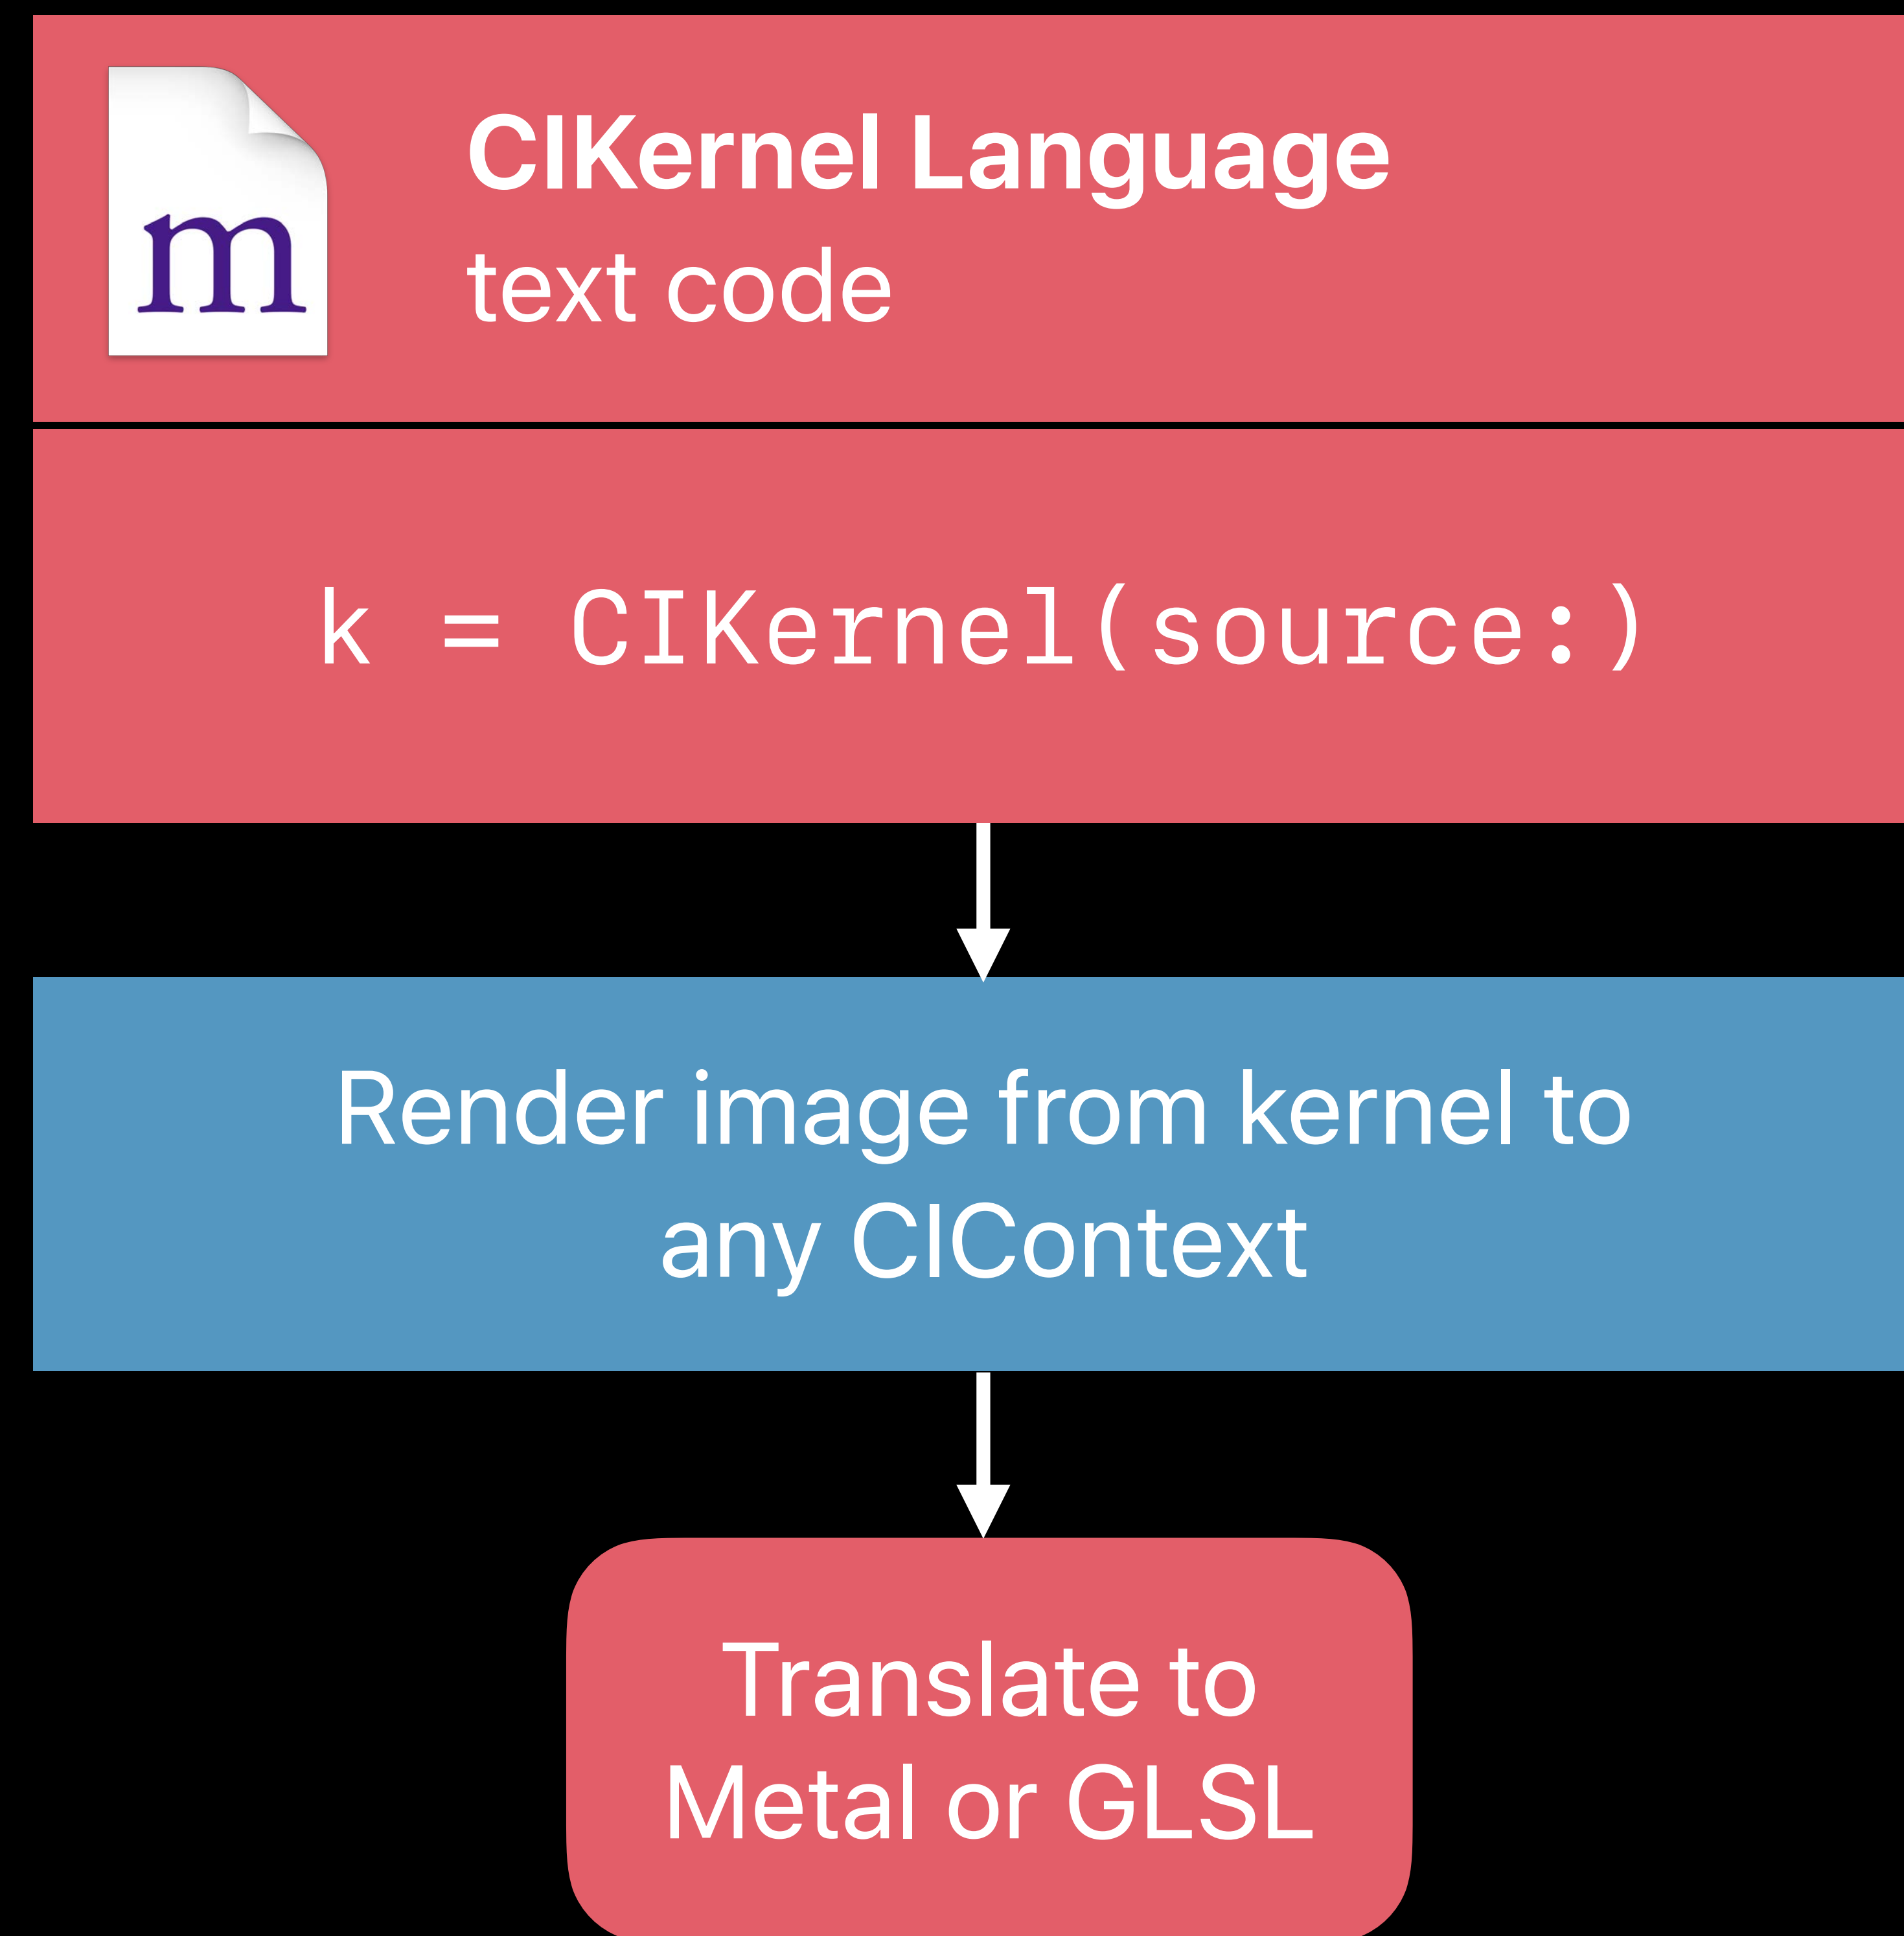 m
CIKernel Language
text code
k = CIKernel(source:)
Render image from kernel to
any CIContext
Translate to
Metal or GLSL